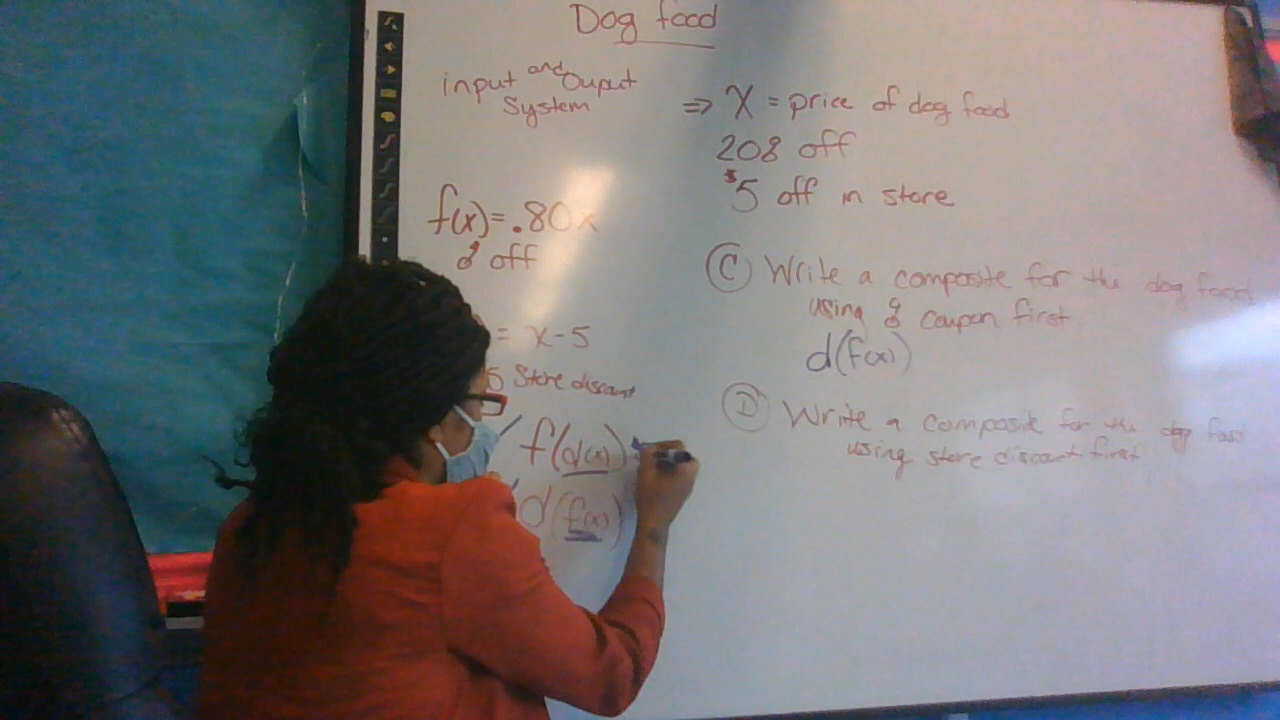 Dog food
input and Ouput
System
f(x) = .80x
% off
= x-5
5 Store discount
f(d(x))
d(f(x))
⇒ X = price of dog food
20% off
$5 off in store
Ⓒ Write a composite for the dog food
using % coupon first
d(f(x))
Ⓓ Write a composite for the dog food
using store discount first